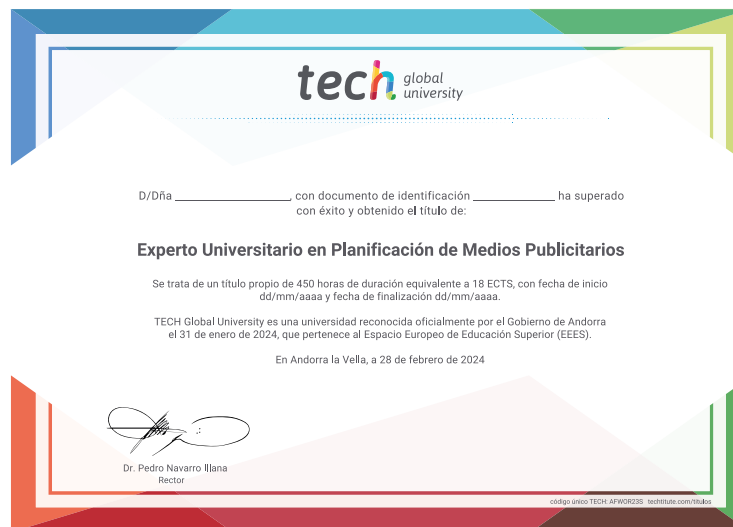 tech global university
D/Dña ______________, con documento de identificación __________ ha superado
con éxito y obtenido el título de:
Experto Universitario en Planificación de Medios Publicitarios
Se trata de un título propio de 450 horas de duración equivalente a 18 ECTS, con fecha de inicio
dd/mm/aaaa y fecha de finalización dd/mm/aaaa.
TECH Global University es una universidad reconocida oficialmente por el Gobierno de Andorra
el 31 de enero de 2024, que pertenece al Espacio Europeo de Educación Superior (EEES).
En Andorra la Vella, a 28 de febrero de 2024
Dr. Pedro Navarro Illana
Rector
código único TECH: AFWOR23S techtitute.com/titulos